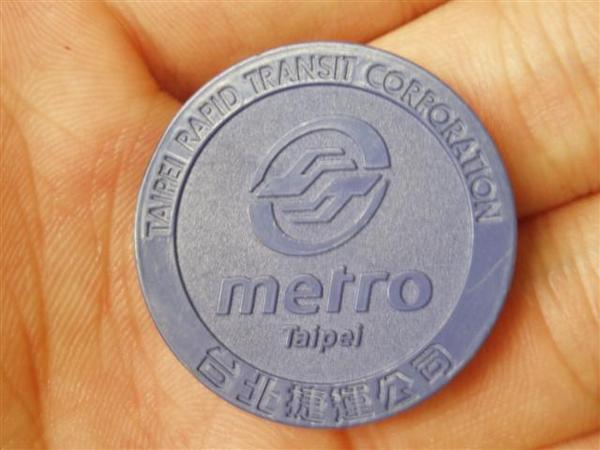 TAIPEI RAPID TRANSIT CORPORATION
metro
Taipei
台北捷運公司